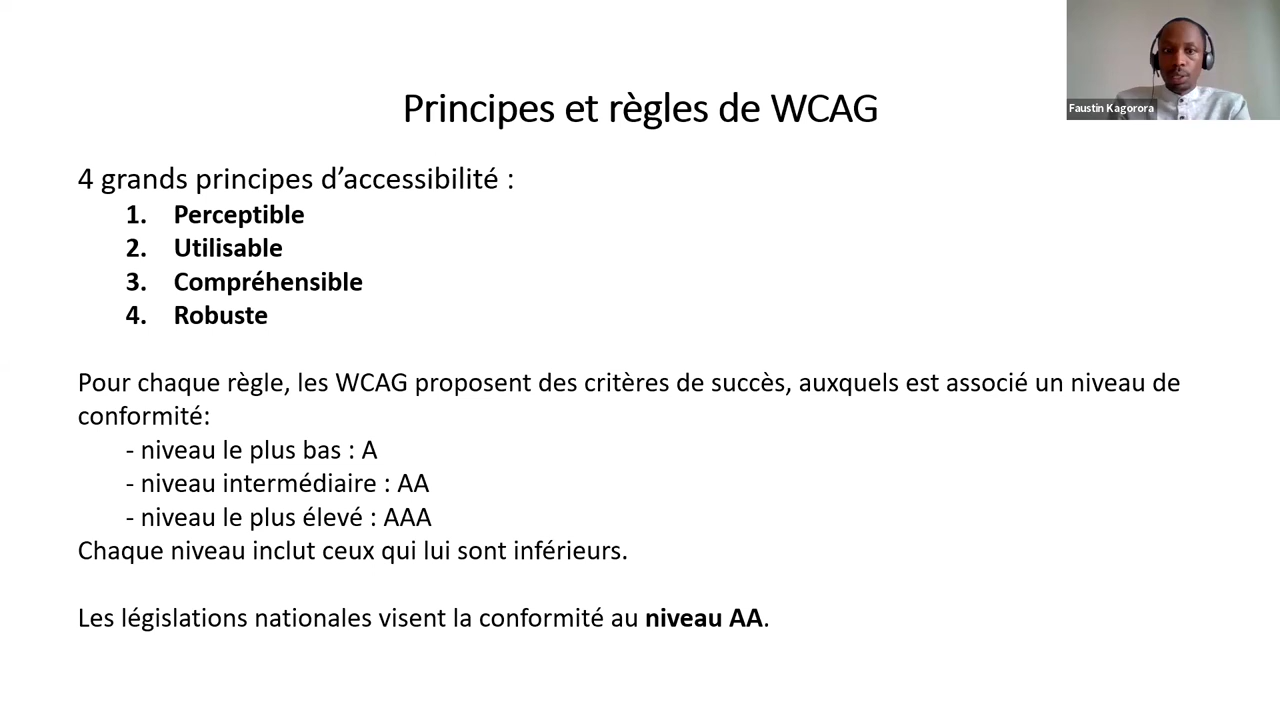 Principes et règles de WCAG
Faustin Kagorora
4 grands principes d’accessibilité :
1. Perceptible
2. Utilisable
3. Compréhensible
4. Robuste
Pour chaque règle, les WCAG proposent des critères de succès, auxquels est associé un niveau de
conformité:
- niveau le plus bas : A
- niveau intermédiaire : AA
- niveau le plus élevé : AAA
Chaque niveau inclut ceux qui lui sont inférieurs.
Les législations nationales visent la conformité au niveau AA.